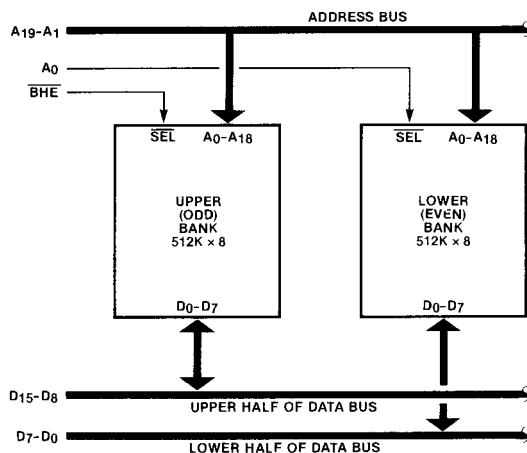 ADDRESS BUS
A19-A1
A0
BHE
SEL A0-A18
UPPER
(ODD)
BANK
512K × 8
D0-D7
SEL A0-A18
LOWER
(EVEN)
BANK
512K × 8
D0-D7
D15-D8
UPPER HALF OF DATA BUS
D7-D0
LOWER HALF OF DATA BUS